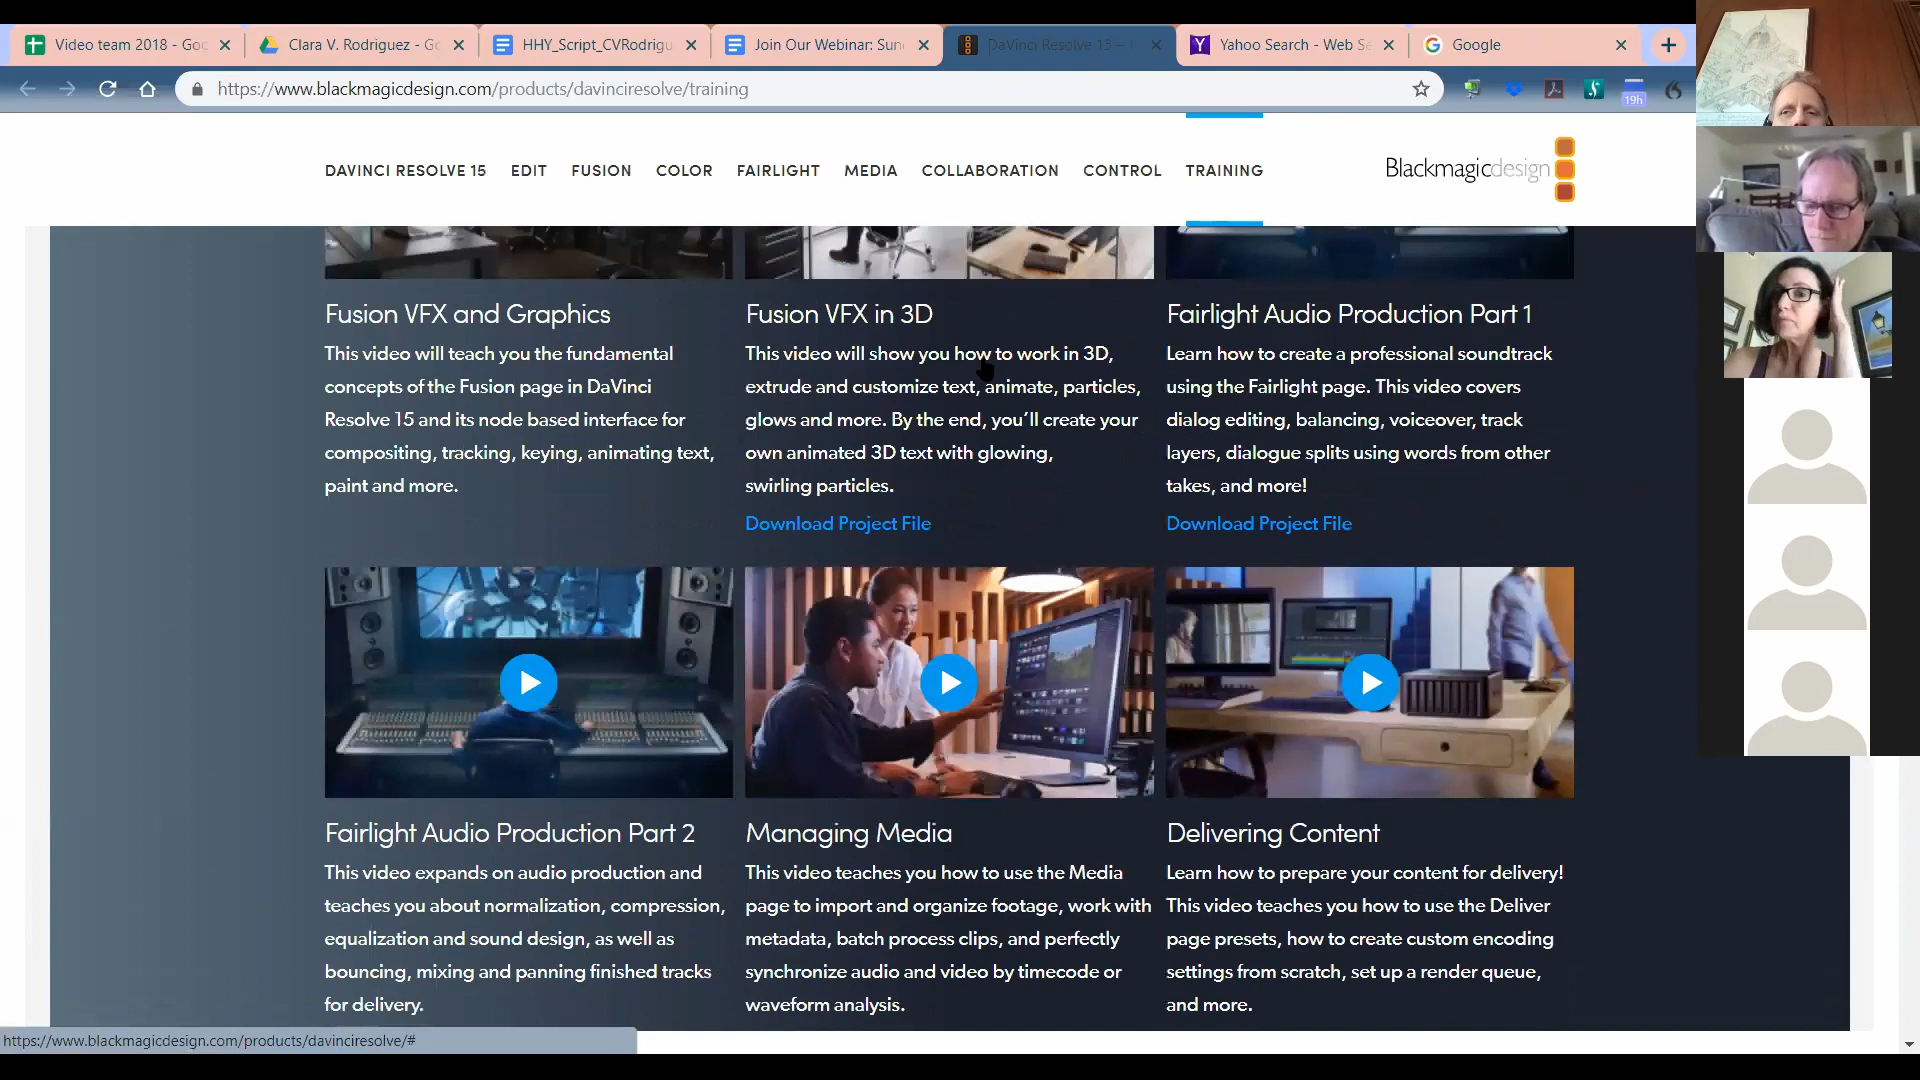 Video team 2018 - Goo
Clara V. Rodriguez - Go
HHY_Script_CVRodrigu
Join Our Webinar: Sun
DaVinci Resolve 15 –
Yahoo Search - Web Se
Google
https://www.blackmagicdesign.com/products/davinciresolve/training
19h
DAVINCI RESOLVE 15 EDIT FUSION COLOR FAIRLIGHT MEDIA COLLABORATION CONTROL TRAINING
Blackmagicdesign
Fusion VFX and Graphics
This video will teach you the fundamental
concepts of the Fusion page in DaVinci
Resolve 15 and its node based interface for
compositing, tracking, keying, animating text,
paint and more.
Fusion VFX in 3D
This video will show you how to work in 3D,
extrude and customize text, animate, particles,
glows and more. By the end, you’ll create your
own animated 3D text with glowing,
swirling particles.
Download Project File
Fairlight Audio Production Part 1
Learn how to create a professional soundtrack
using the Fairlight page. This video covers
dialog editing, balancing, voiceover, track
layers, dialogue splits using words from other
takes, and more!
Download Project File
Fairlight Audio Production Part 2
This video expands on audio production and
teaches you about normalization, compression,
equalization and sound design, as well as
bouncing, mixing and panning finished tracks
for delivery.
Managing Media
This video teaches you how to use the Media
page to import and organize footage, work with
metadata, batch process clips, and perfectly
synchronize audio and video by timecode or
waveform analysis.
Delivering Content
Learn how to prepare your content for delivery!
This video teaches you how to use the Deliver
page presets, how to create custom encoding
settings from scratch, set up a render queue,
and more.
https://www.blackmagicdesign.com/products/davinciresolve/#